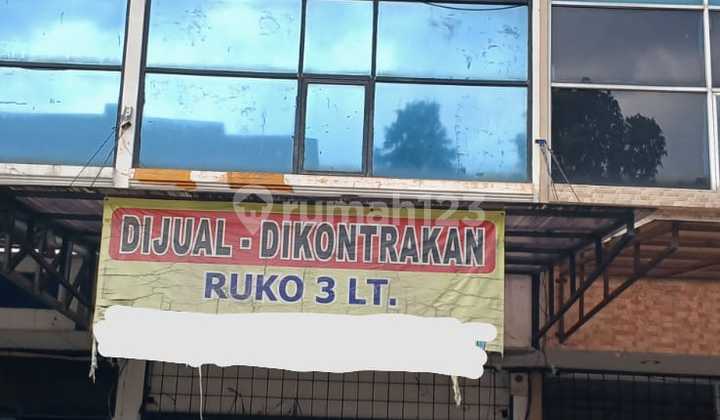 rumah123
DIJUAL - DIKONTRAKAN
RUKO 3 LT.